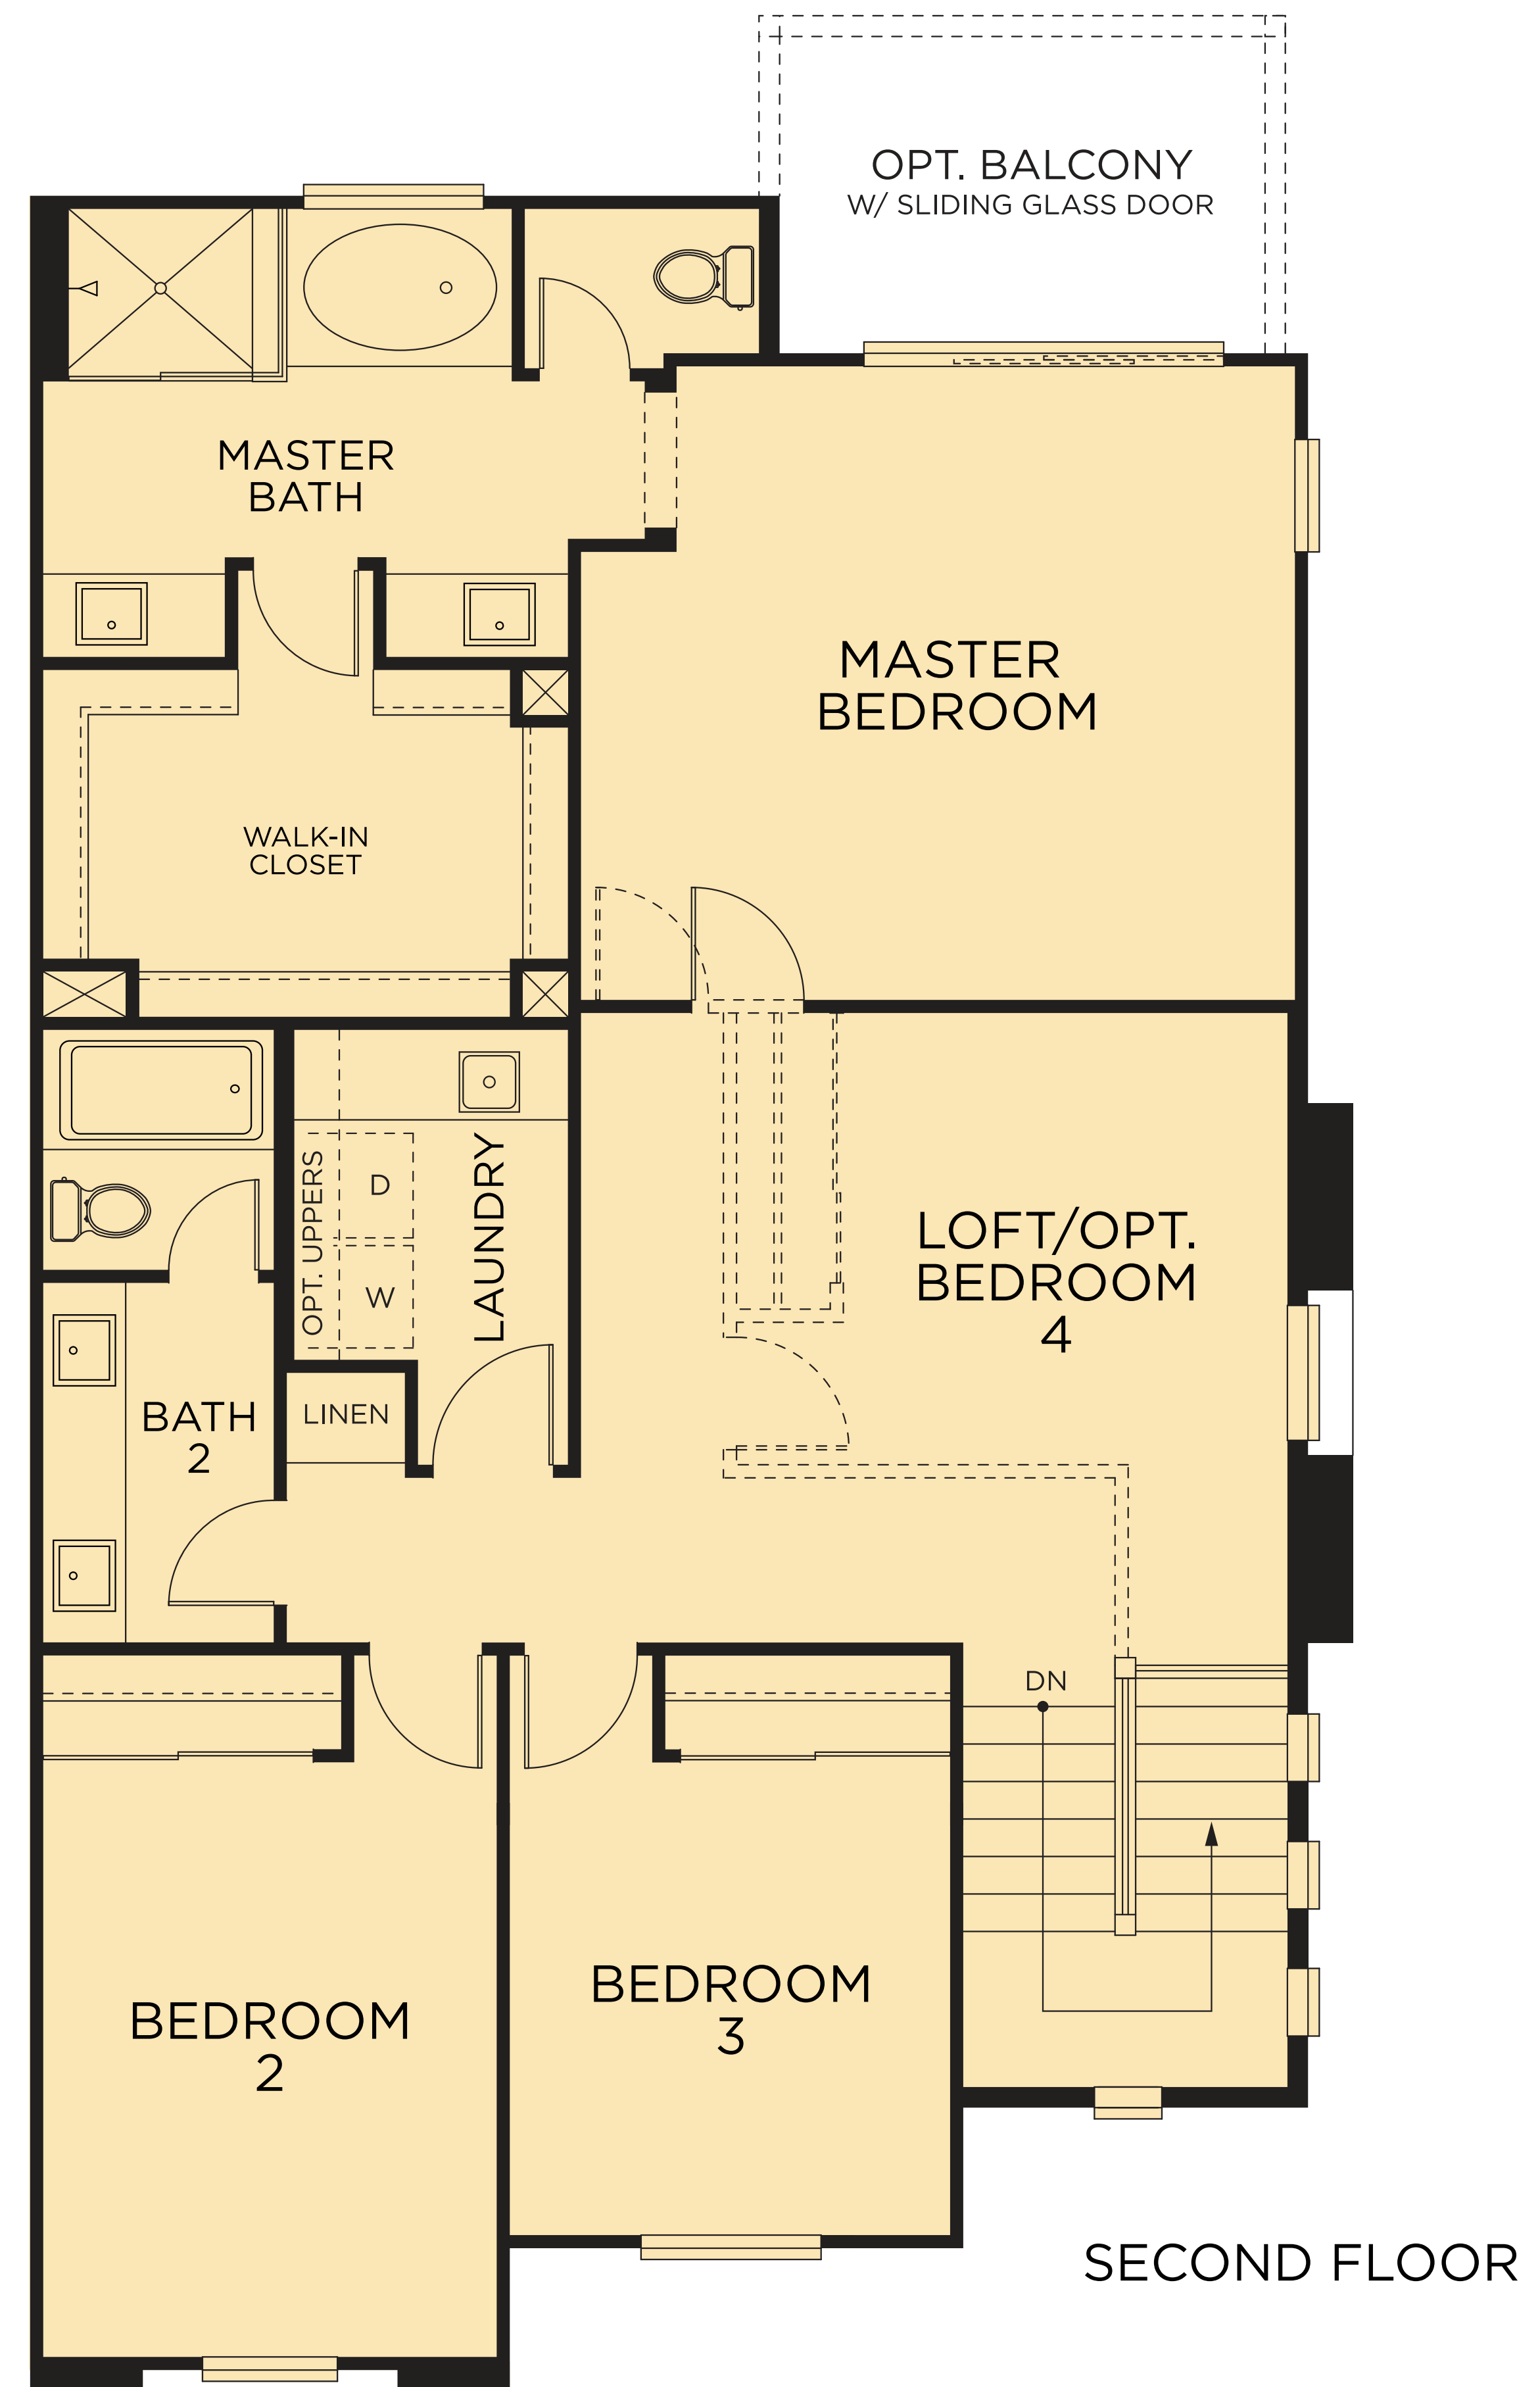 OPT. BALCONY
W/ SLIDING GLASS DOOR
MASTER
BATH
MASTER
BEDROOM
WALK-IN
CLOSET
OPT. UPPERS
D
W
LAUNDRY
LOFT/OPT.
BEDROOM
4
LINEN
BATH
2
DN
BEDROOM
2
BEDROOM
3
SECOND FLOOR